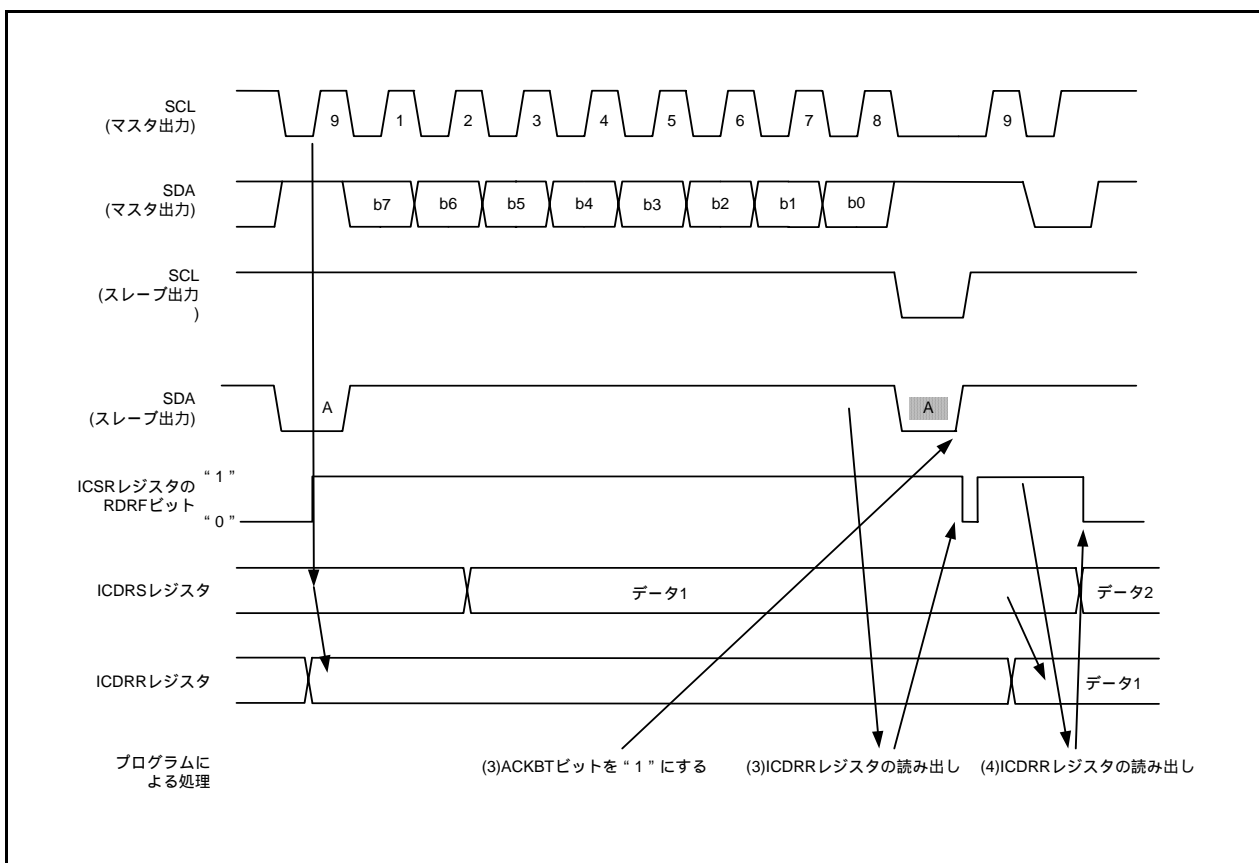 SCL
(マスタ出力)
9 1 2 3 4 5 6 7 8 9
SDA
(マスタ出力)
b7 b6 b5 b4 b3 b2 b1 b0
SCL
(スレーブ出力
)
SDA
(スレーブ出力)
A A
ICSRレジスタの
RDRFビット
“ 1 ”
“ 0 ”
ICDRSレジスタ
データ1 データ2
ICDRRレジスタ
データ1
プログラムに
よる処理
(3)ACKBTビットを “ 1 ” にする (3)ICDRRレジスタの読み出し (4)ICDRRレジスタの読み出し